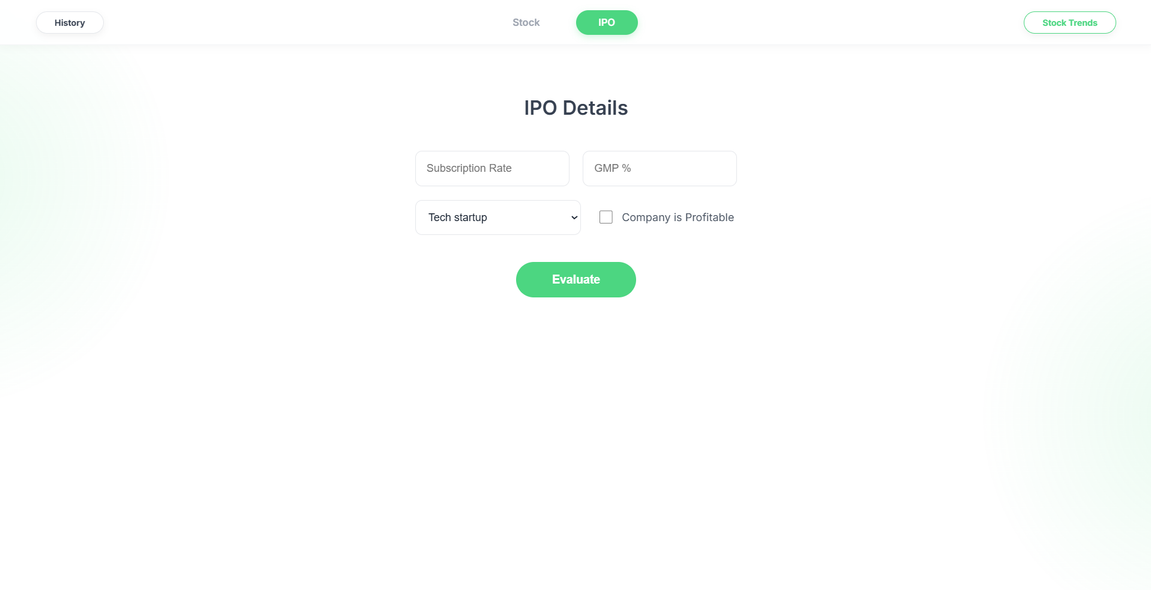 History
Stock
IPO
Stock Trends
IPO Details
Subscription Rate
GMP %
Tech startup
Company is Profitable
Evaluate